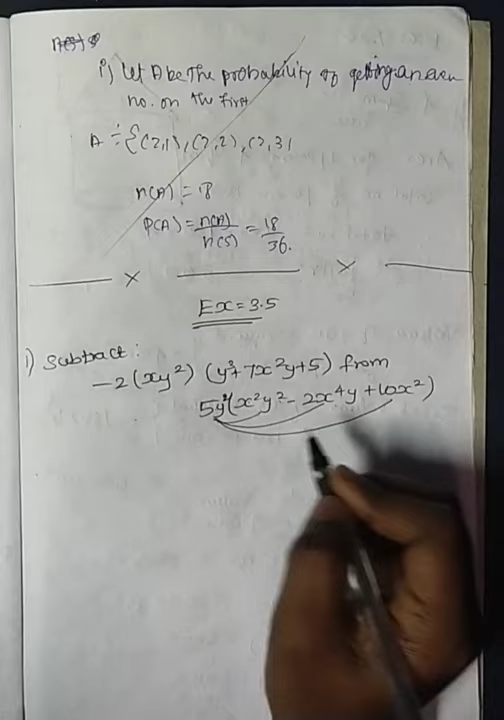 i) Let A be the probability of getting an even
no. on the first
A = {(2,1), (2,2), (2,3)
n(A) = 18
P(A) = n(A)/n(S) = 18/36.
Ex = 3.5
1) Subtract :
-2(xy²) (y³+7x²y+5) from
5y²(x²y² - 2x⁴y + 10x²)